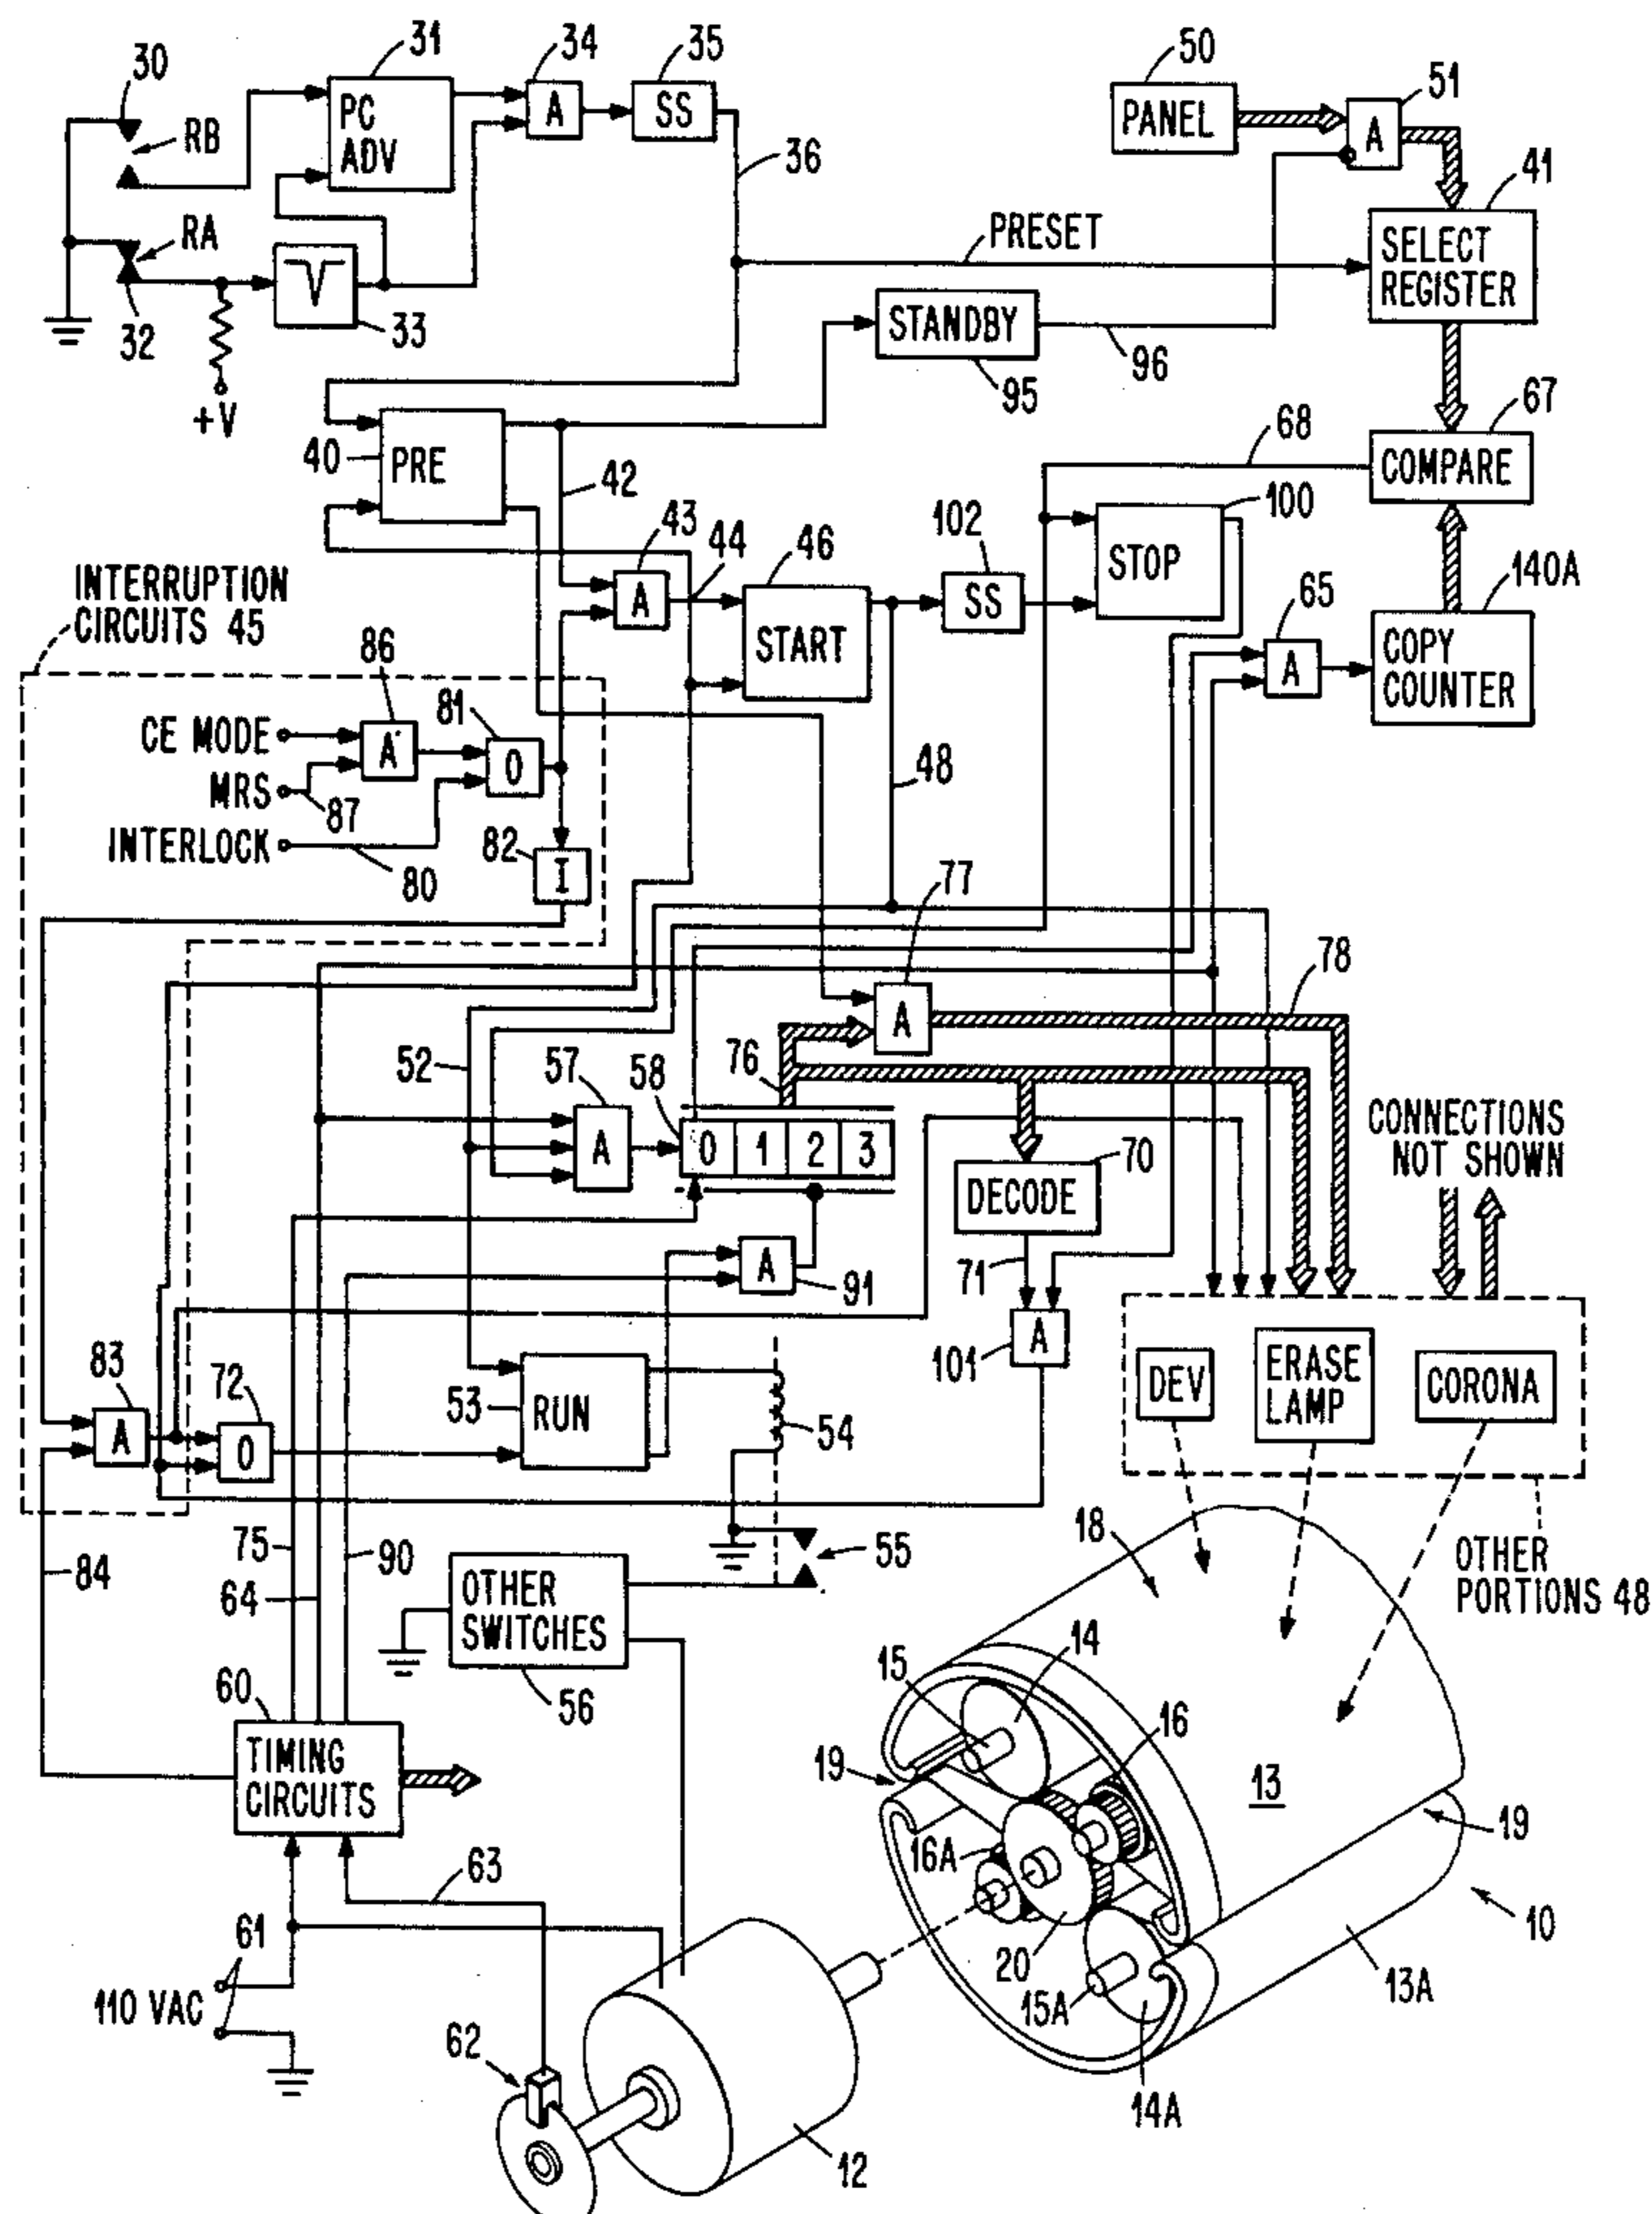 30
RB
31
PC
ADV
34
A
35
SS
36
50
PANEL
51
A
41
SELECT
REGISTER
RA
32
V
33
+V
PRESET
STANDBY
95
96
67
COMPARE
68
40
PRE
42
43
A
44
46
START
102
SS
100
STOP
140A
COPY
COUNTER
65
A
INTERRUPTION
CIRCUITS 45
86
A
81
O
CE MODE
MRS
87
INTERLOCK
80
82
I
48
77
A
78
76
52
57
A
58
0 1 2 3
70
DECODE
71
CONNECTIONS
NOT SHOWN
A
91
101
A
83
A
72
O
53
RUN
54
DEV
ERASE
LAMP
CORONA
75
64
90
84
55
OTHER
SWITCHES
56
18
OTHER
PORTIONS 48
60
TIMING
CIRCUITS
15
14
16
19
13
19
16A
63
10
20
15A
13A
61
110 VAC
62
14A
12